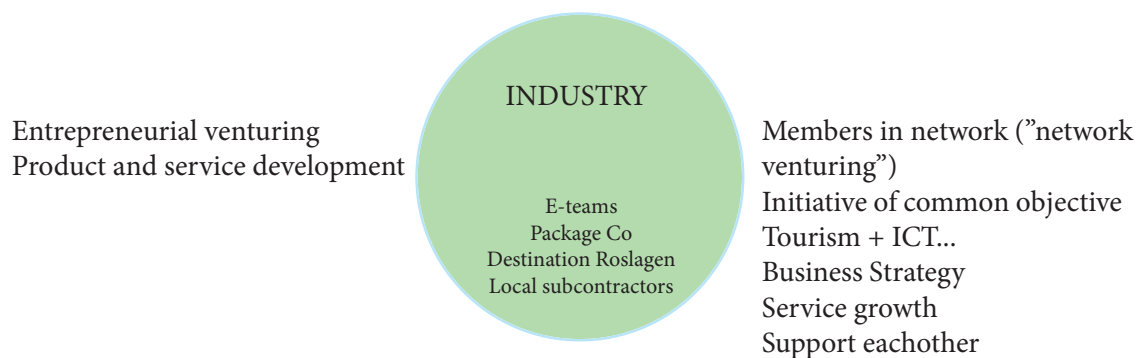 INDUSTRY
Entrepreneurial venturing
Product and service development
E-teams
Package Co
Destination Roslagen
Local subcontractors
Members in network (”network
venturing”)
Initiative of common objective
Tourism + ICT...
Business Strategy
Service growth
Support eachother